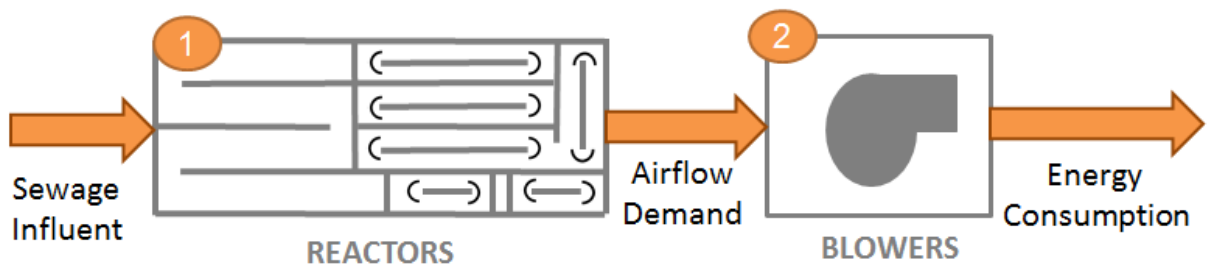 1
2
Sewage
Influent
REACTORS
Airflow
Demand
BLOWERS
Energy
Consumption